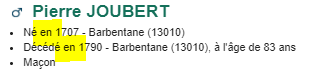 ♂ Pierre JOUBERT
• Né en 1707 - Barbentane (13010)
• Décédé en 1790 - Barbentane (13010), à l'âge de 83 ans
• Maçon